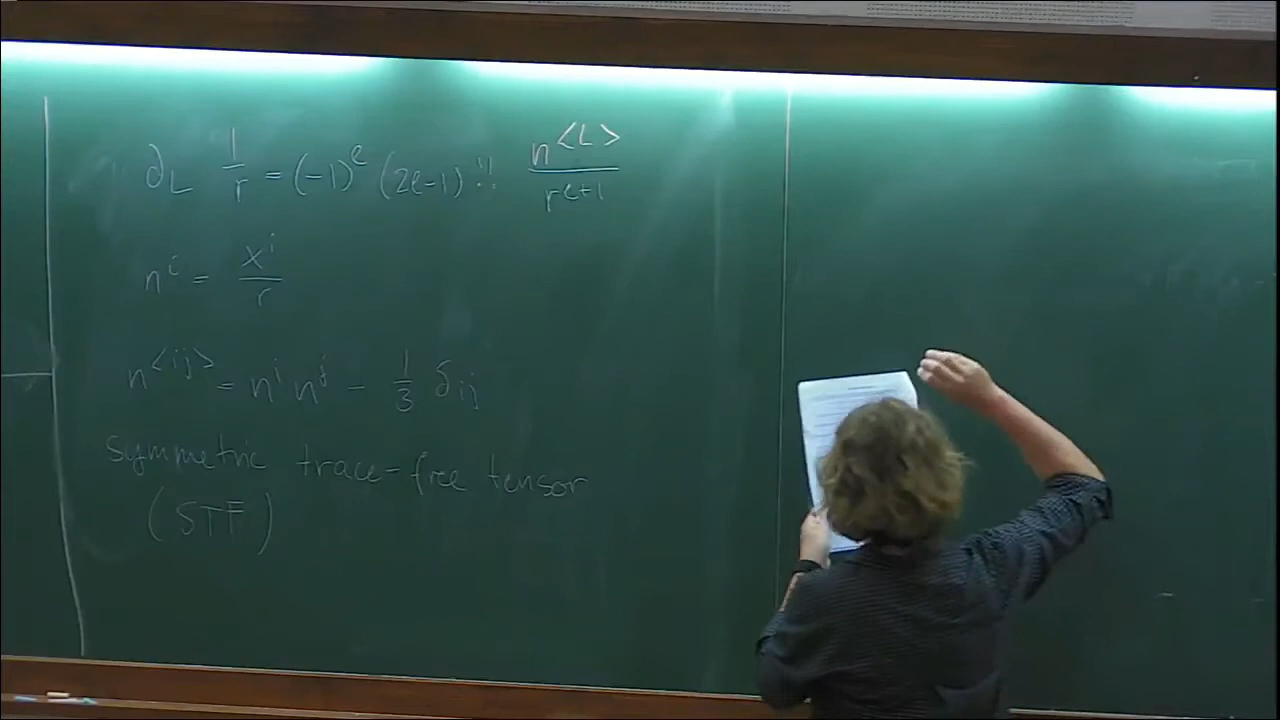 ∂_L 1/r = (-1)^ℓ (2ℓ-1)!! n^<L>/r^ℓ+1
n^i = x^i/r
n^<ij> = n^i n^j - 1/3 δ_ij
symmetric trace-free tensor
(STF)